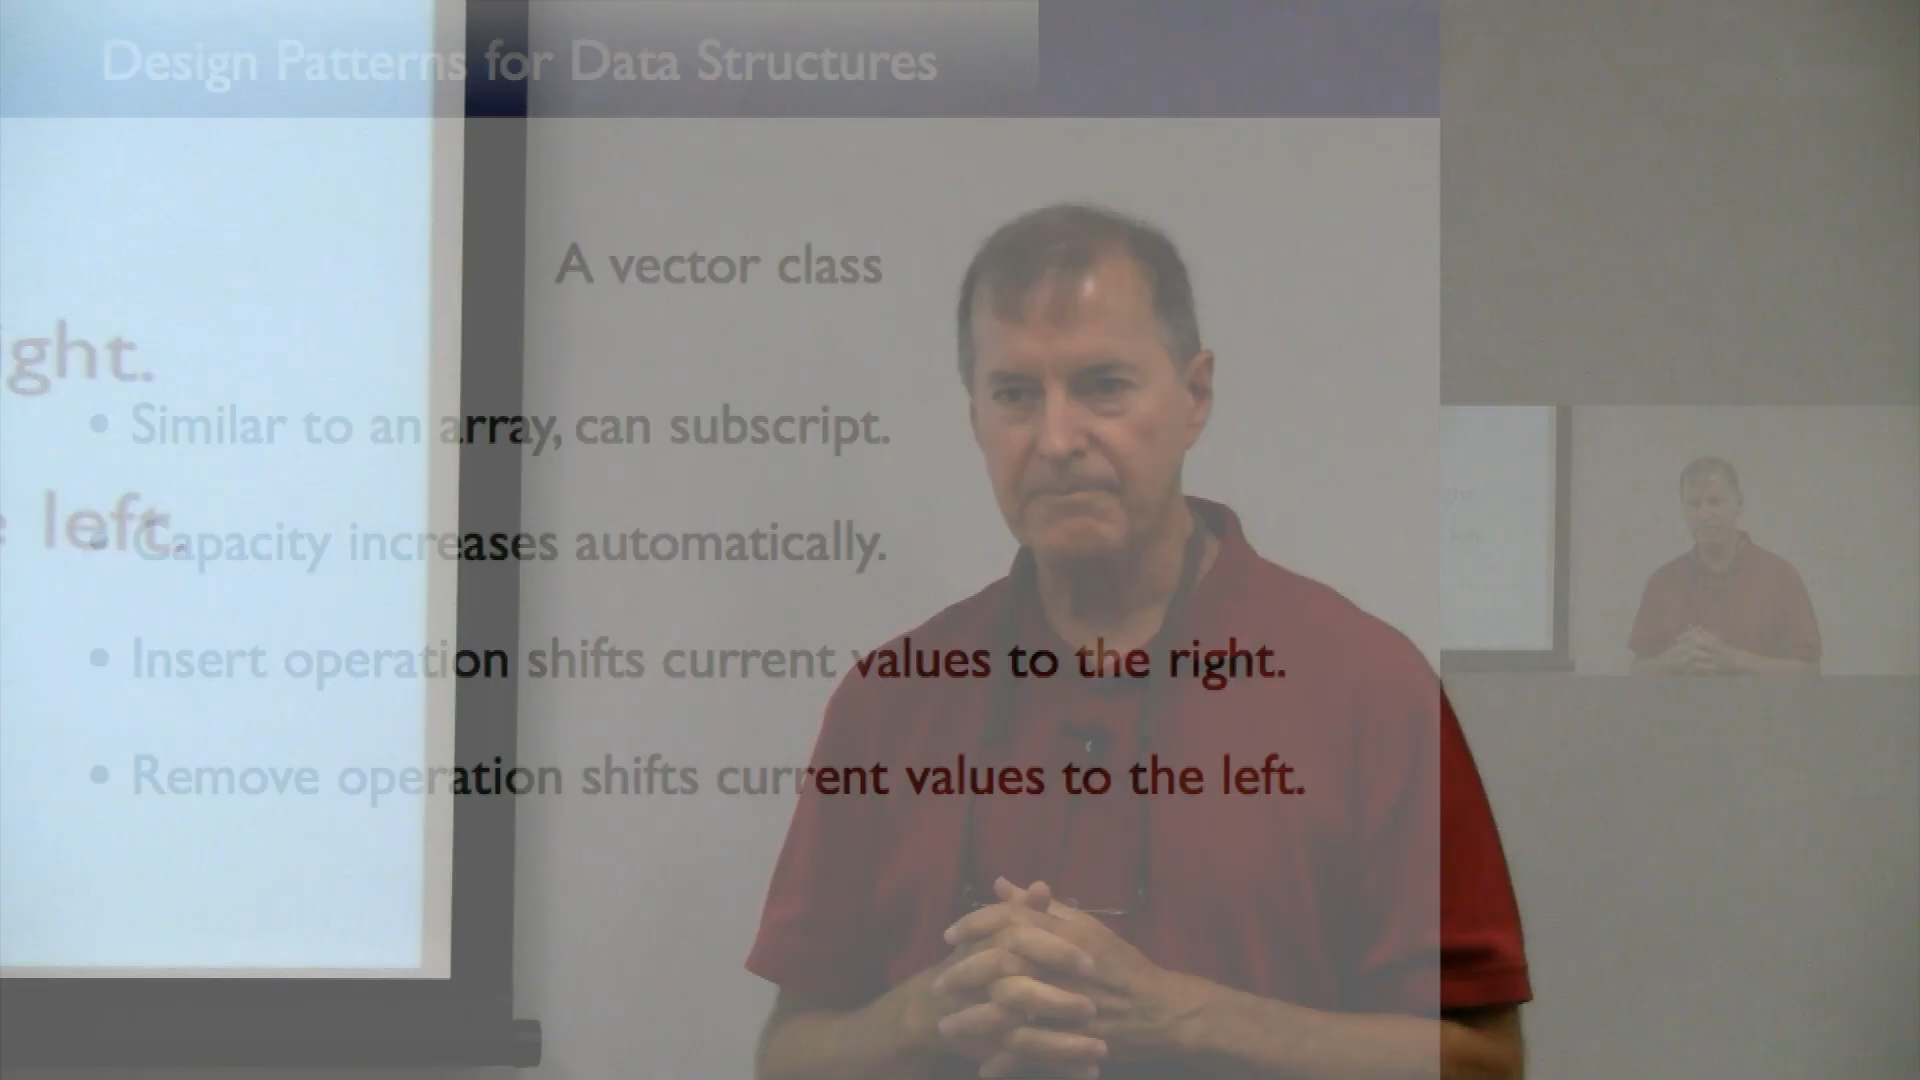 Design Patterns for Data Structures
A vector class
ight.
• Similar to an array, can subscript.
left.
• Capacity increases automatically.
• Insert operation shifts current values to the right.
• Remove operation shifts current values to the left.